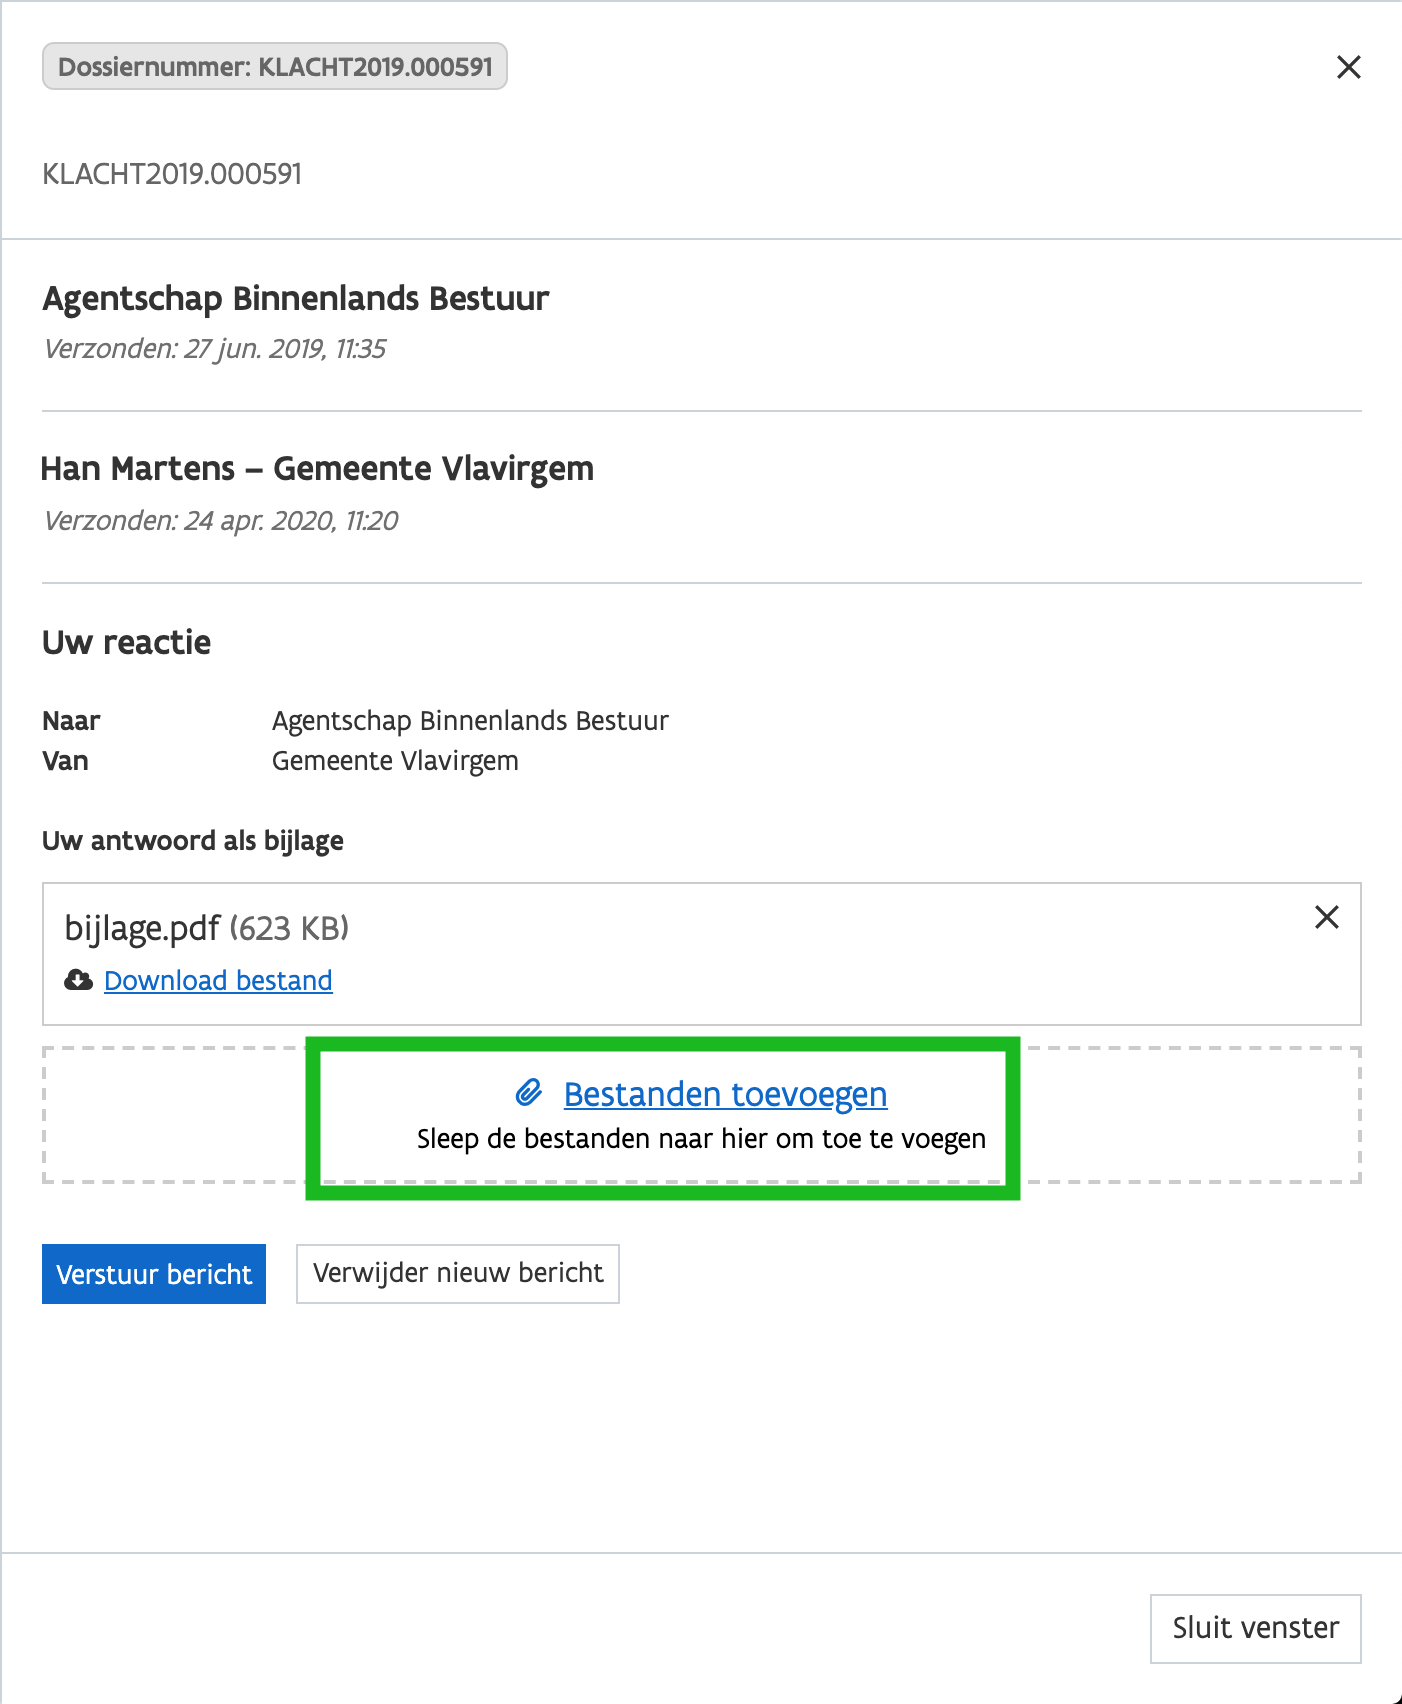 Dossiernummer: KLACHT2019.000591
KLACHT2019.000591
Agentschap Binnenlands Bestuur
Verzonden: 27 jun. 2019, 11:35
Han Martens – Gemeente Vlavirgem
Verzonden: 24 apr. 2020, 11:20
Uw reactie
Naar Agentschap Binnenlands Bestuur
Van Gemeente Vlavirgem
Uw antwoord als bijlage
bijlage.pdf (623 KB)
Download bestand
Bestanden toevoegen
Sleep de bestanden naar hier om toe te voegen
Verstuur bericht Verwijder nieuw bericht
Sluit venster